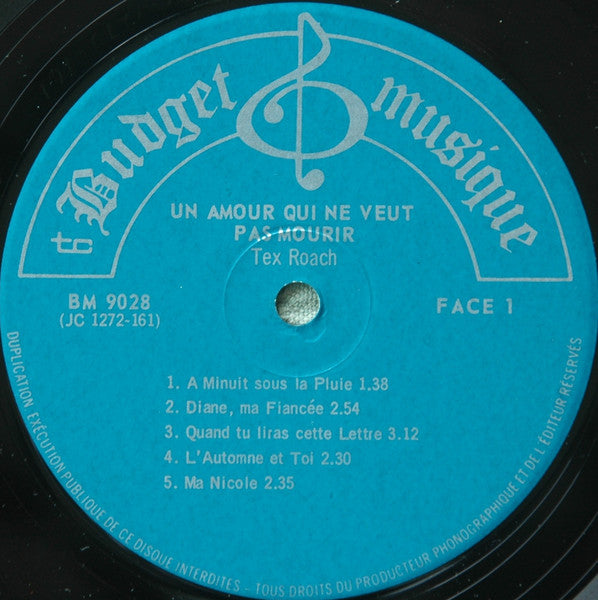 Budget musique
UN AMOUR QUI NE VEUT
PAS MOURIR
Tex Roach
BM 9028
(JC 1272-161)
FACE 1
1. A Minuit sous la Pluie 1.38
2. Diane, ma Fiancée 2.54
3. Quand tu liras cette Lettre 3.12
4. L'Automne et Toi 2.30
5. Ma Nicole 2.35
DUPLICATION EXÉCUTION PUBLIQUE DE CE DISQUE INTERDITES - TOUS DROITS DU PRODUCTEUR PHONOGRAPHIQUE ET DE L'ÉDITEUR RÉSERVÉS